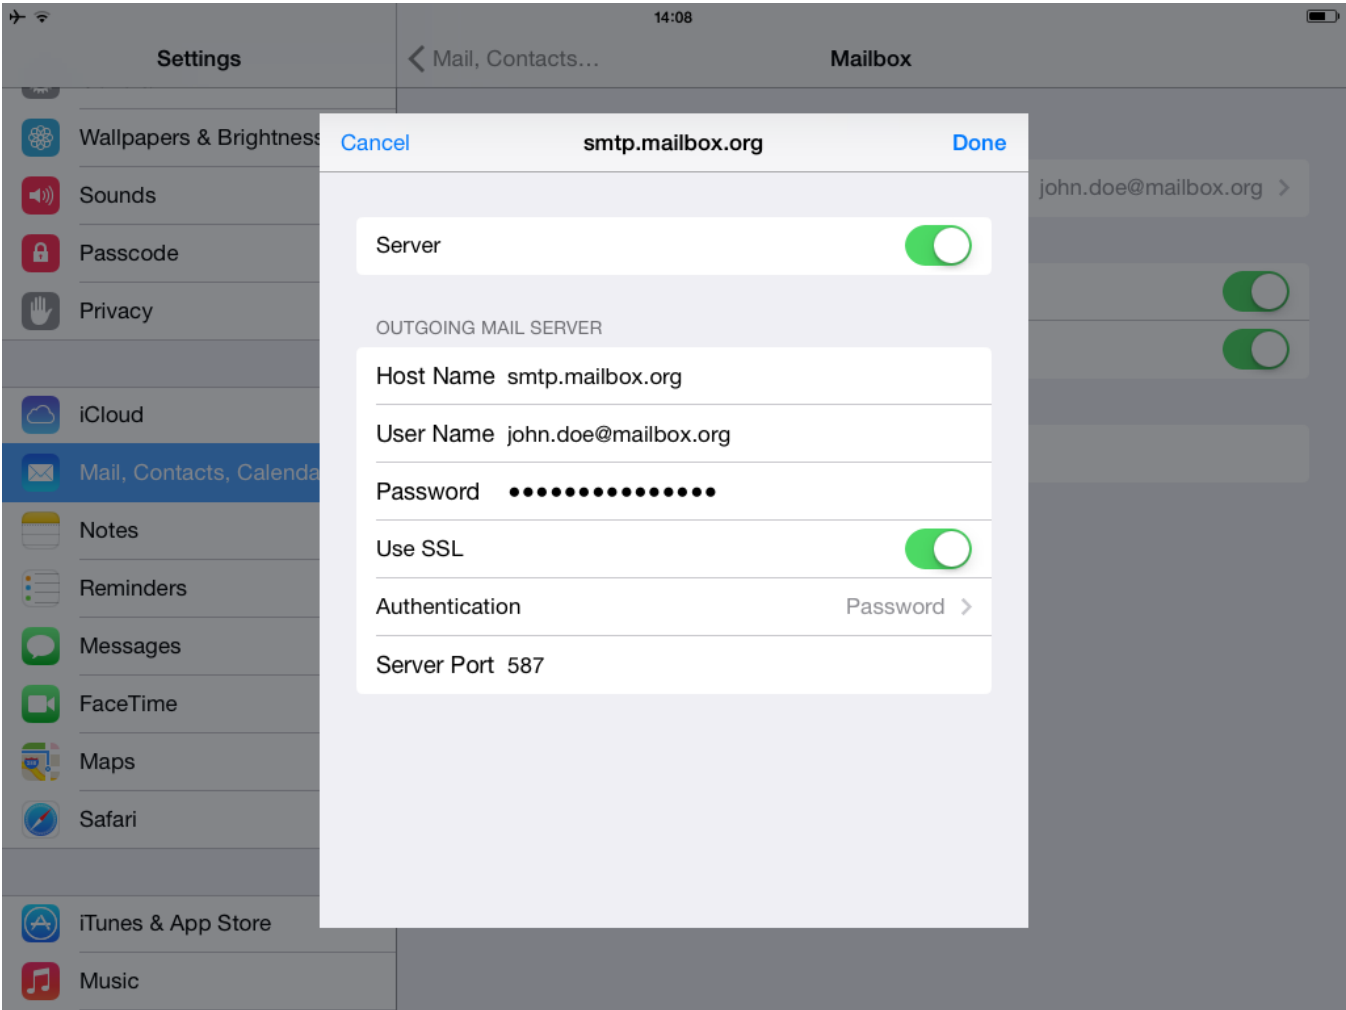 14:08
Settings
Mail, Contacts...
Mailbox
Wallpapers & Brightness
Sounds
Passcode
Privacy
iCloud
Mail, Contacts, Calenda
Notes
Reminders
Messages
FaceTime
Maps
Safari
iTunes & App Store
Music
Cancel
smtp.mailbox.org
Done
Server
OUTGOING MAIL SERVER
Host Name smtp.mailbox.org
User Name john.doe@mailbox.org
Password ●●●●●●●●●●●●●●●
Use SSL
Authentication Password
Server Port 587
john.doe@mailbox.org